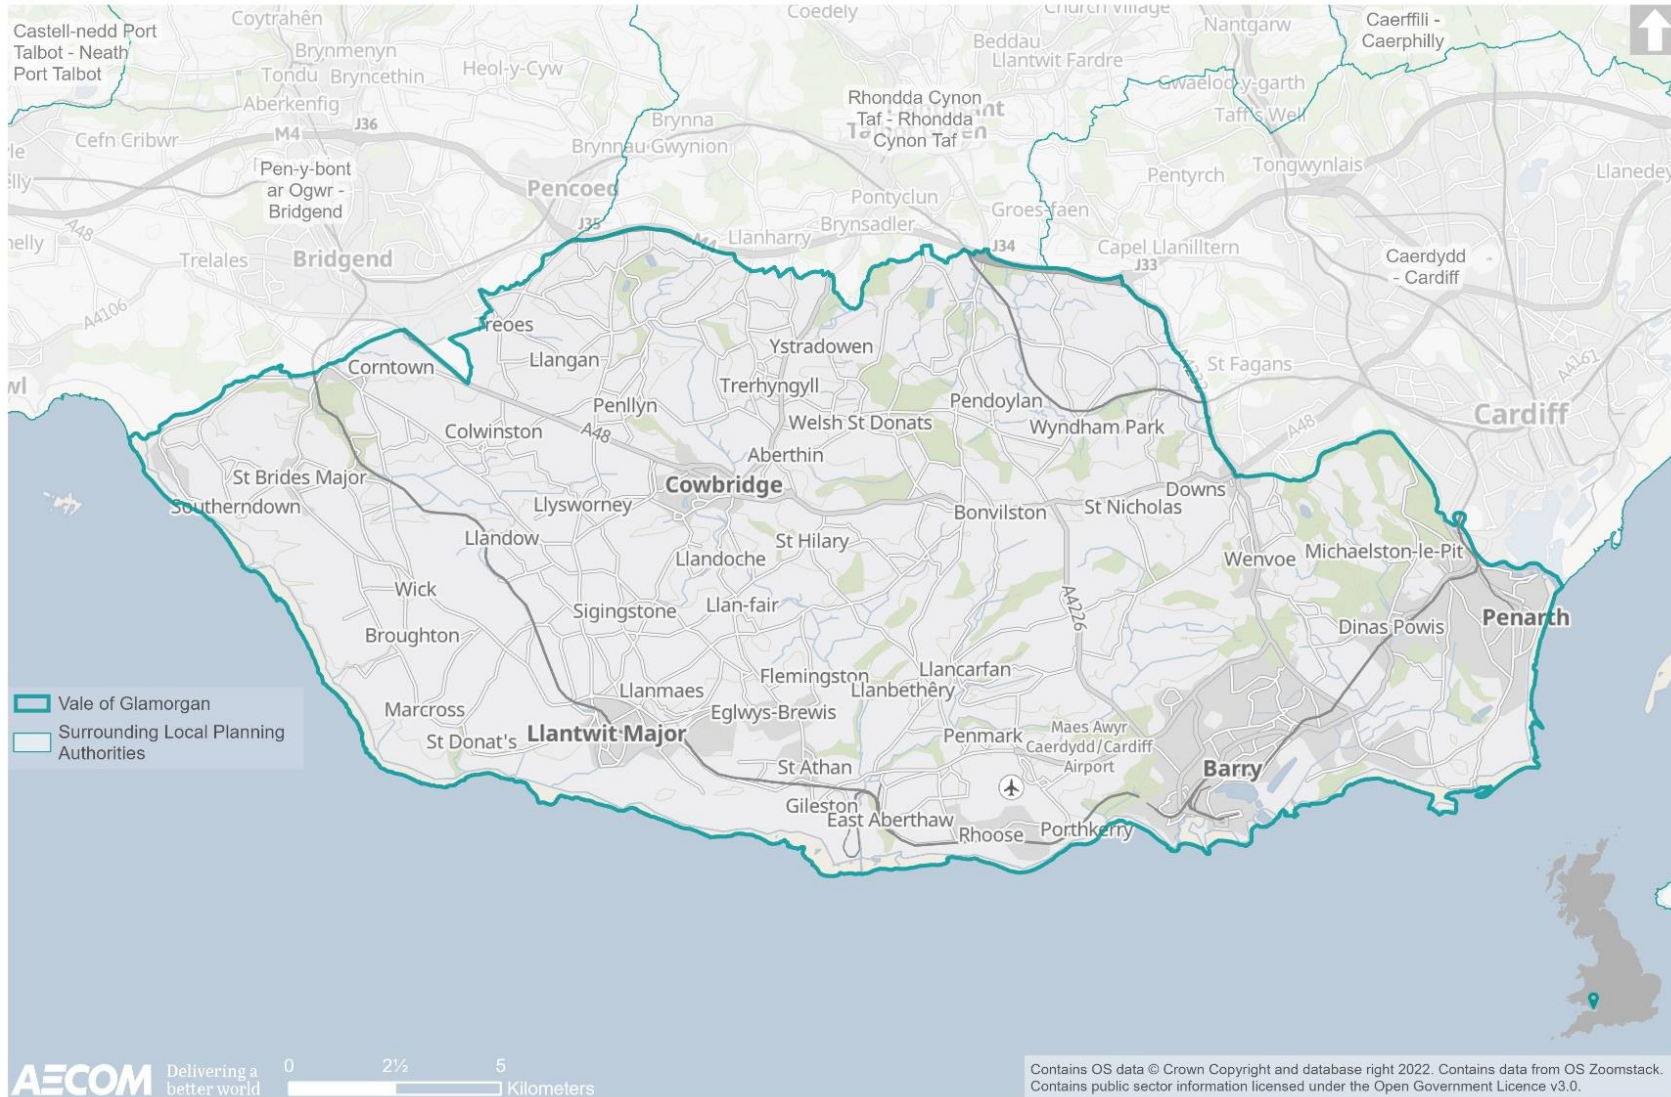 Castell-nedd Port
Talbot - Neath
Port Talbot
Coytrahên
Coedely
Church Village
Nantgarw
Caerffili -
Caerphilly
Brynmenyn
Tondu
Bryncethin
Heol-y-Cyw
Beddau
Llantwit Fardre
Gwaelod-y-garth
Aberkenfig
Taff's Well
Rhondda Cynon
Taf - Rhondda
Cynon Taf
M4
J36
Cefn Cribwr
Brynna
Brynnau Gwynion
Tongwynlais
Llanedey
Pen-y-bont
ar Ogwr -
Bridgend
Pencoed
Pentyrch
Pontyclun
Groes-faen
A48
J35
M4
Llanharry
Brynsadler
J34
Capel Llanilltern
J33
Trelales
Bridgend
Caerdydd
- Cardiff
A4106
Treoes
Ystradowen
A4232
St Fagans
A4161
Corntown
Llangan
Trerhyngyll
Penllyn
Pendoylan
Cardiff
Colwinston
A48
Welsh St Donats
Wyndham Park
A48
Aberthin
St Brides Major
Cowbridge
Downs
Southerndown
Llysworney
Bonvilston
St Nicholas
Llandow
St Hilary
Llandoche
Wenvoe
Michaelston-le-Pit
Wick
Sigingstone
Llan-fair
A4226
Penarth
Broughton
Dinas Powis
Flemingston
Llancarfan
Llanmaes
Llanbethêry
Vale of Glamorgan
Surrounding Local Planning
Authorities
Marcross
Eglwys-Brewis
St Donat's
Llantwit Major
Penmark
Maes Awyr
Caerdydd/Cardiff
Airport
St Athan
Barry
Gileston
East Aberthaw
Rhoose
Porthkerry
AECOM
Delivering a
better world
0
2½
5
Kilometers
Contains OS data © Crown Copyright and database right 2022. Contains data from OS Zoomstack.
Contains public sector information licensed under the Open Government Licence v3.0.